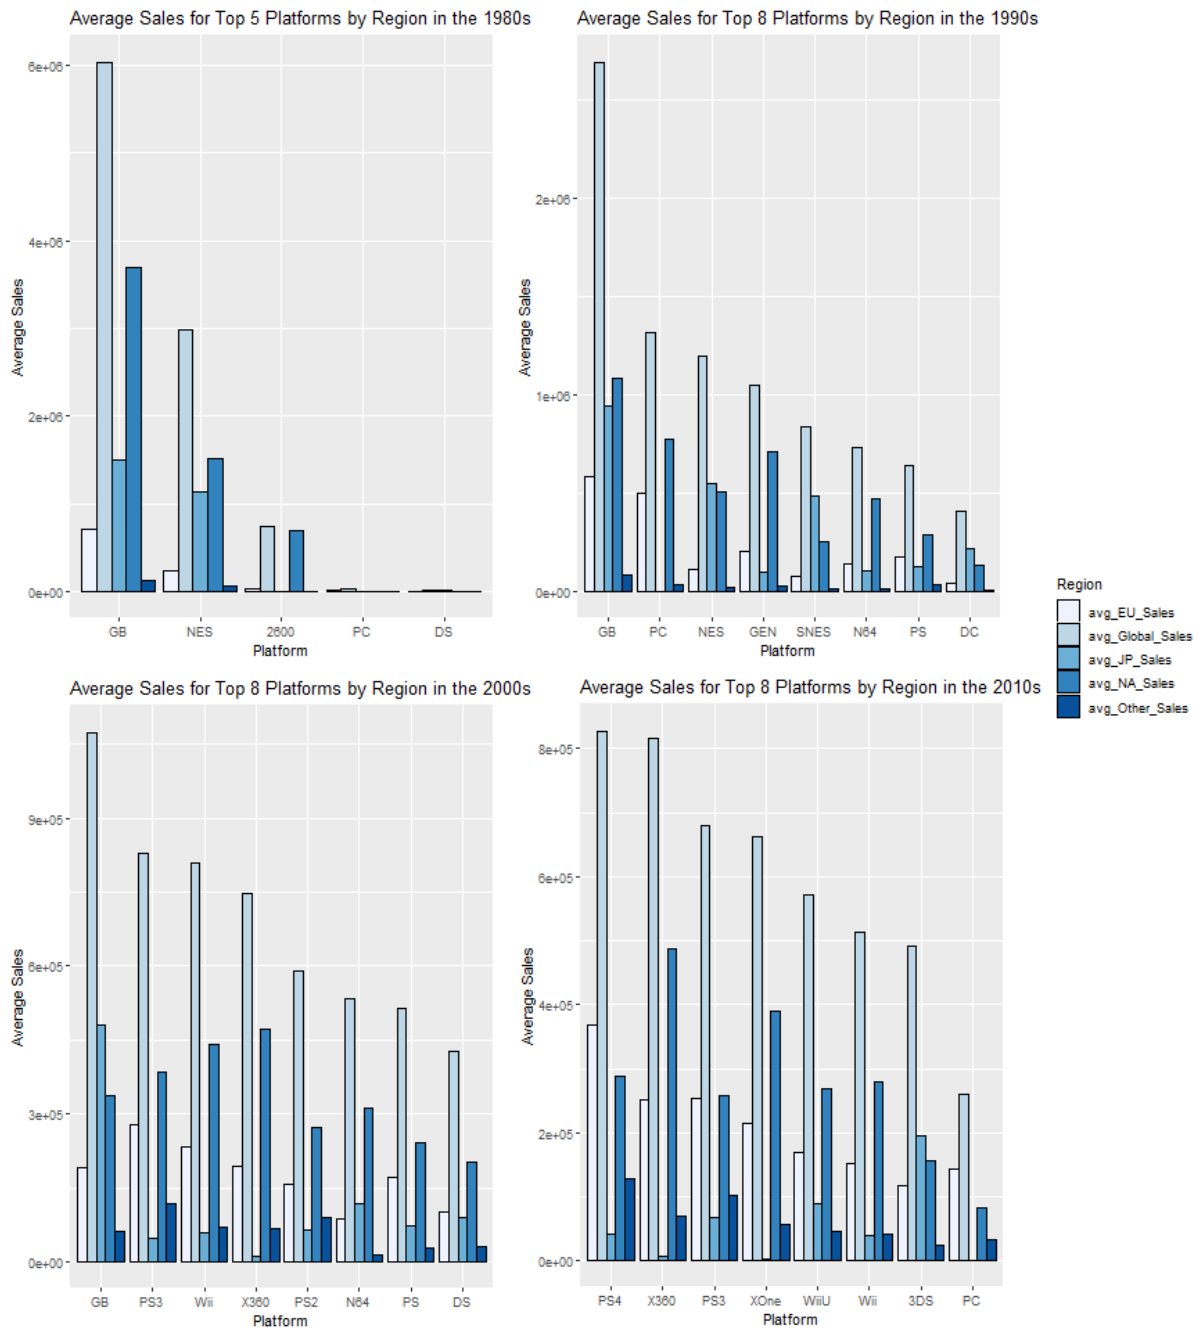 Average Sales for Top 5 Platforms by Region in the 1980s
6e+06
4e+06
2e+06
0e+00
Average Sales
GB NES 2600 PC DS
Platform
Average Sales for Top 8 Platforms by Region in the 1990s
2e+06
1e+06
0e+00
Average Sales
GB PC NES GEN SNES N64 PS DC
Platform
Average Sales for Top 8 Platforms by Region in the 2000s
9e+05
6e+05
3e+05
0e+00
Average Sales
GB PS3 Wii X360 PS2 N64 PS DS
Platform
Average Sales for Top 8 Platforms by Region in the 2010s
8e+05
6e+05
4e+05
2e+05
0e+00
Average Sales
PS4 X360 PS3 XOne WiiU Wii 3DS PC
Platform
Region
avg_EU_Sales
avg_Global_Sales
avg_JP_Sales
avg_NA_Sales
avg_Other_Sales